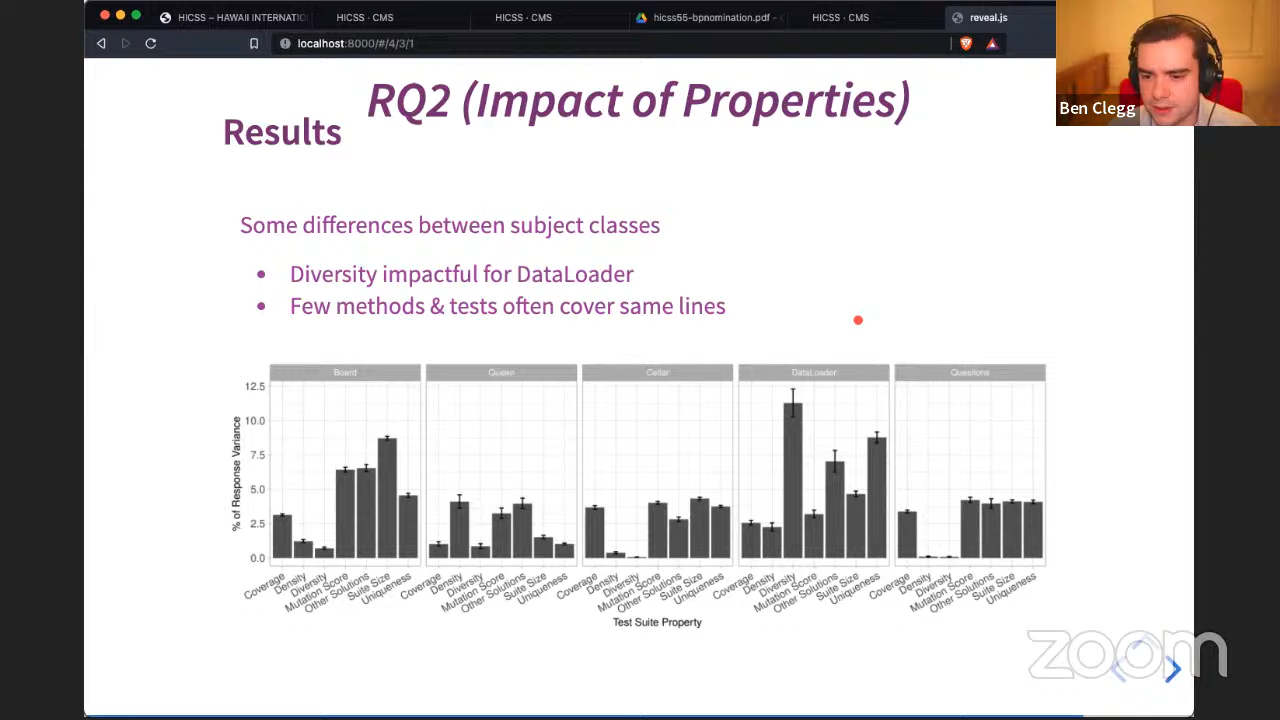 HICSS – HAWAII INTERNATIO
HICSS · CMS
HICSS · CMS
hicss55-bpnomination.pdf -
HICSS · CMS
reveal.js
localhost:8000/#/4/3/1
Ben Clegg
RQ2 (Impact of Properties)
Results
Some differences between subject classes
• Diversity impactful for DataLoader
• Few methods & tests often cover same lines
Board
Queen
Cellar
DataLoader
Questions
% of Response Variance
12.5
10.0
7.5
5.0
2.5
0.0
Coverage
Density
Diversity
Mutation Score
Other Solutions
Suite Size
Uniqueness
Coverage
Density
Diversity
Mutation Score
Other Solutions
Suite Size
Uniqueness
Coverage
Density
Diversity
Mutation Score
Other Solutions
Suite Size
Uniqueness
Coverage
Density
Diversity
Mutation Score
Other Solutions
Suite Size
Uniqueness
Coverage
Density
Diversity
Mutation Score
Other Solutions
Suite Size
Uniqueness
Test Suite Property
zoom